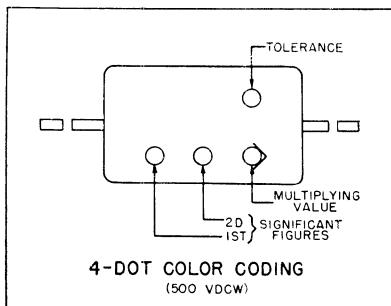 TOLERANCE
MULTIPLYING
VALUE
2D
1ST
SIGNIFICANT
FIGURES
4-DOT COLOR CODING
(500 VDCW)